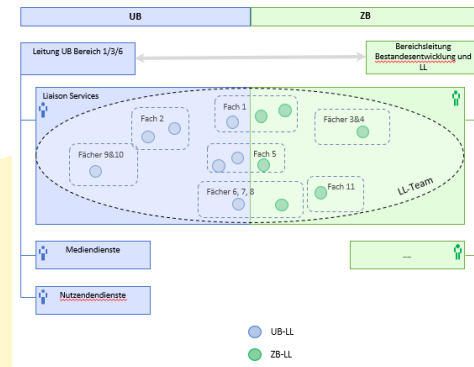 UB
ZB
Leitung UB Bereich 1/3/6
Bereichsleitung
Bestandesentwicklung und
LL
Liaison Services
Fach 1
Fach 2
Fächer 3&4
Fach 5
Fächer 9&10
Fächer 6, 7, 8
Fach 11
LL-Team
Mediendienste
...
Nutzendendienste
UB-LL
ZB-LL